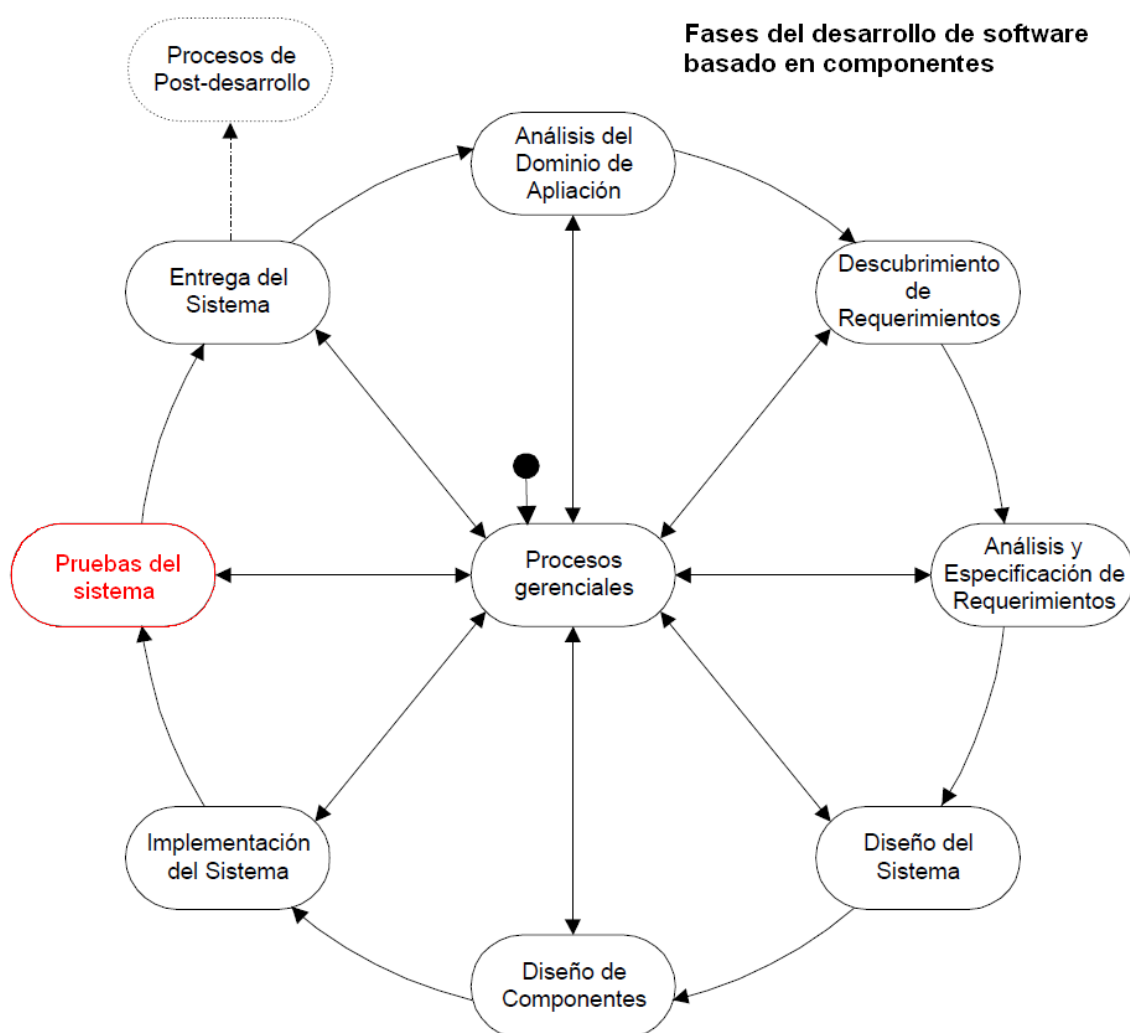 Fases del desarrollo de software
basado en componentes
Procesos de
Post-desarrollo
Análisis del
Dominio de
Apliación
Entrega del
Sistema
Descubrimiento
de
Requerimientos
Pruebas del
sistema
Procesos
gerenciales
Análisis y
Especificación de
Requerimientos
Implementación
del Sistema
Diseño del
Sistema
Diseño de
Componentes